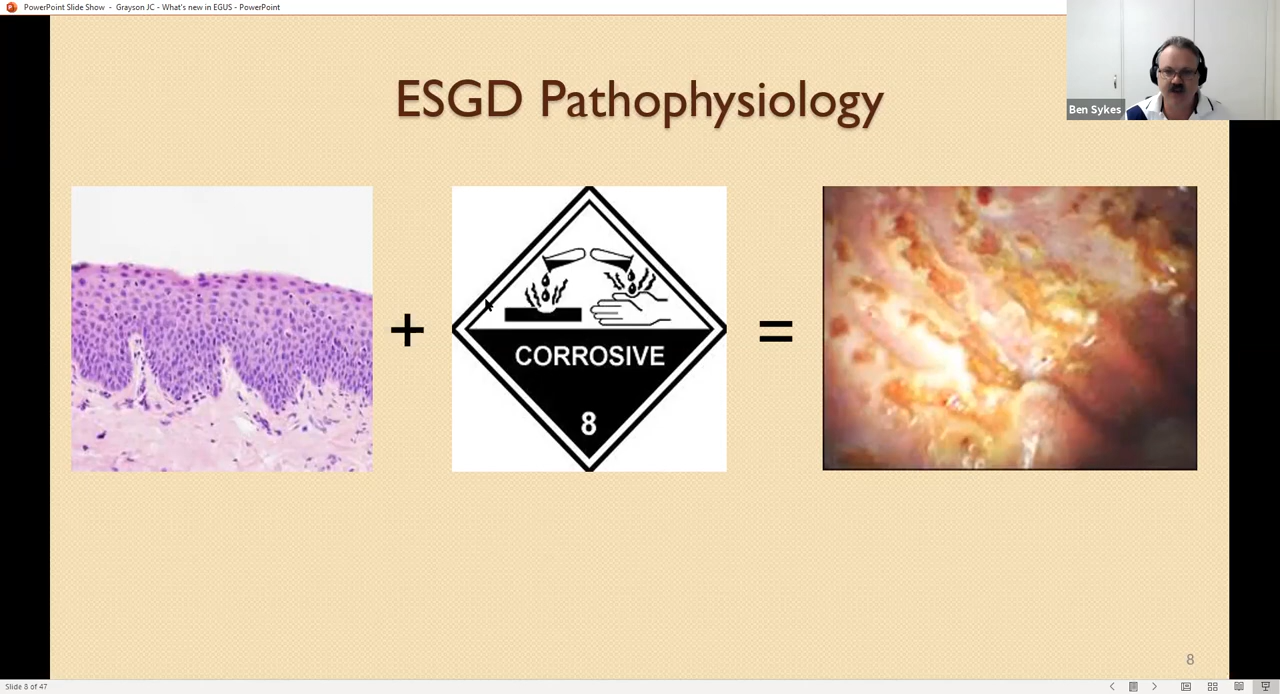 PowerPoint Slide Show - Grayson JC - What's new in EGUS - PowerPoint
Ben Sykes
ESGD Pathophysiology
+
=
CORROSIVE
8
8
Slide 8 of 47